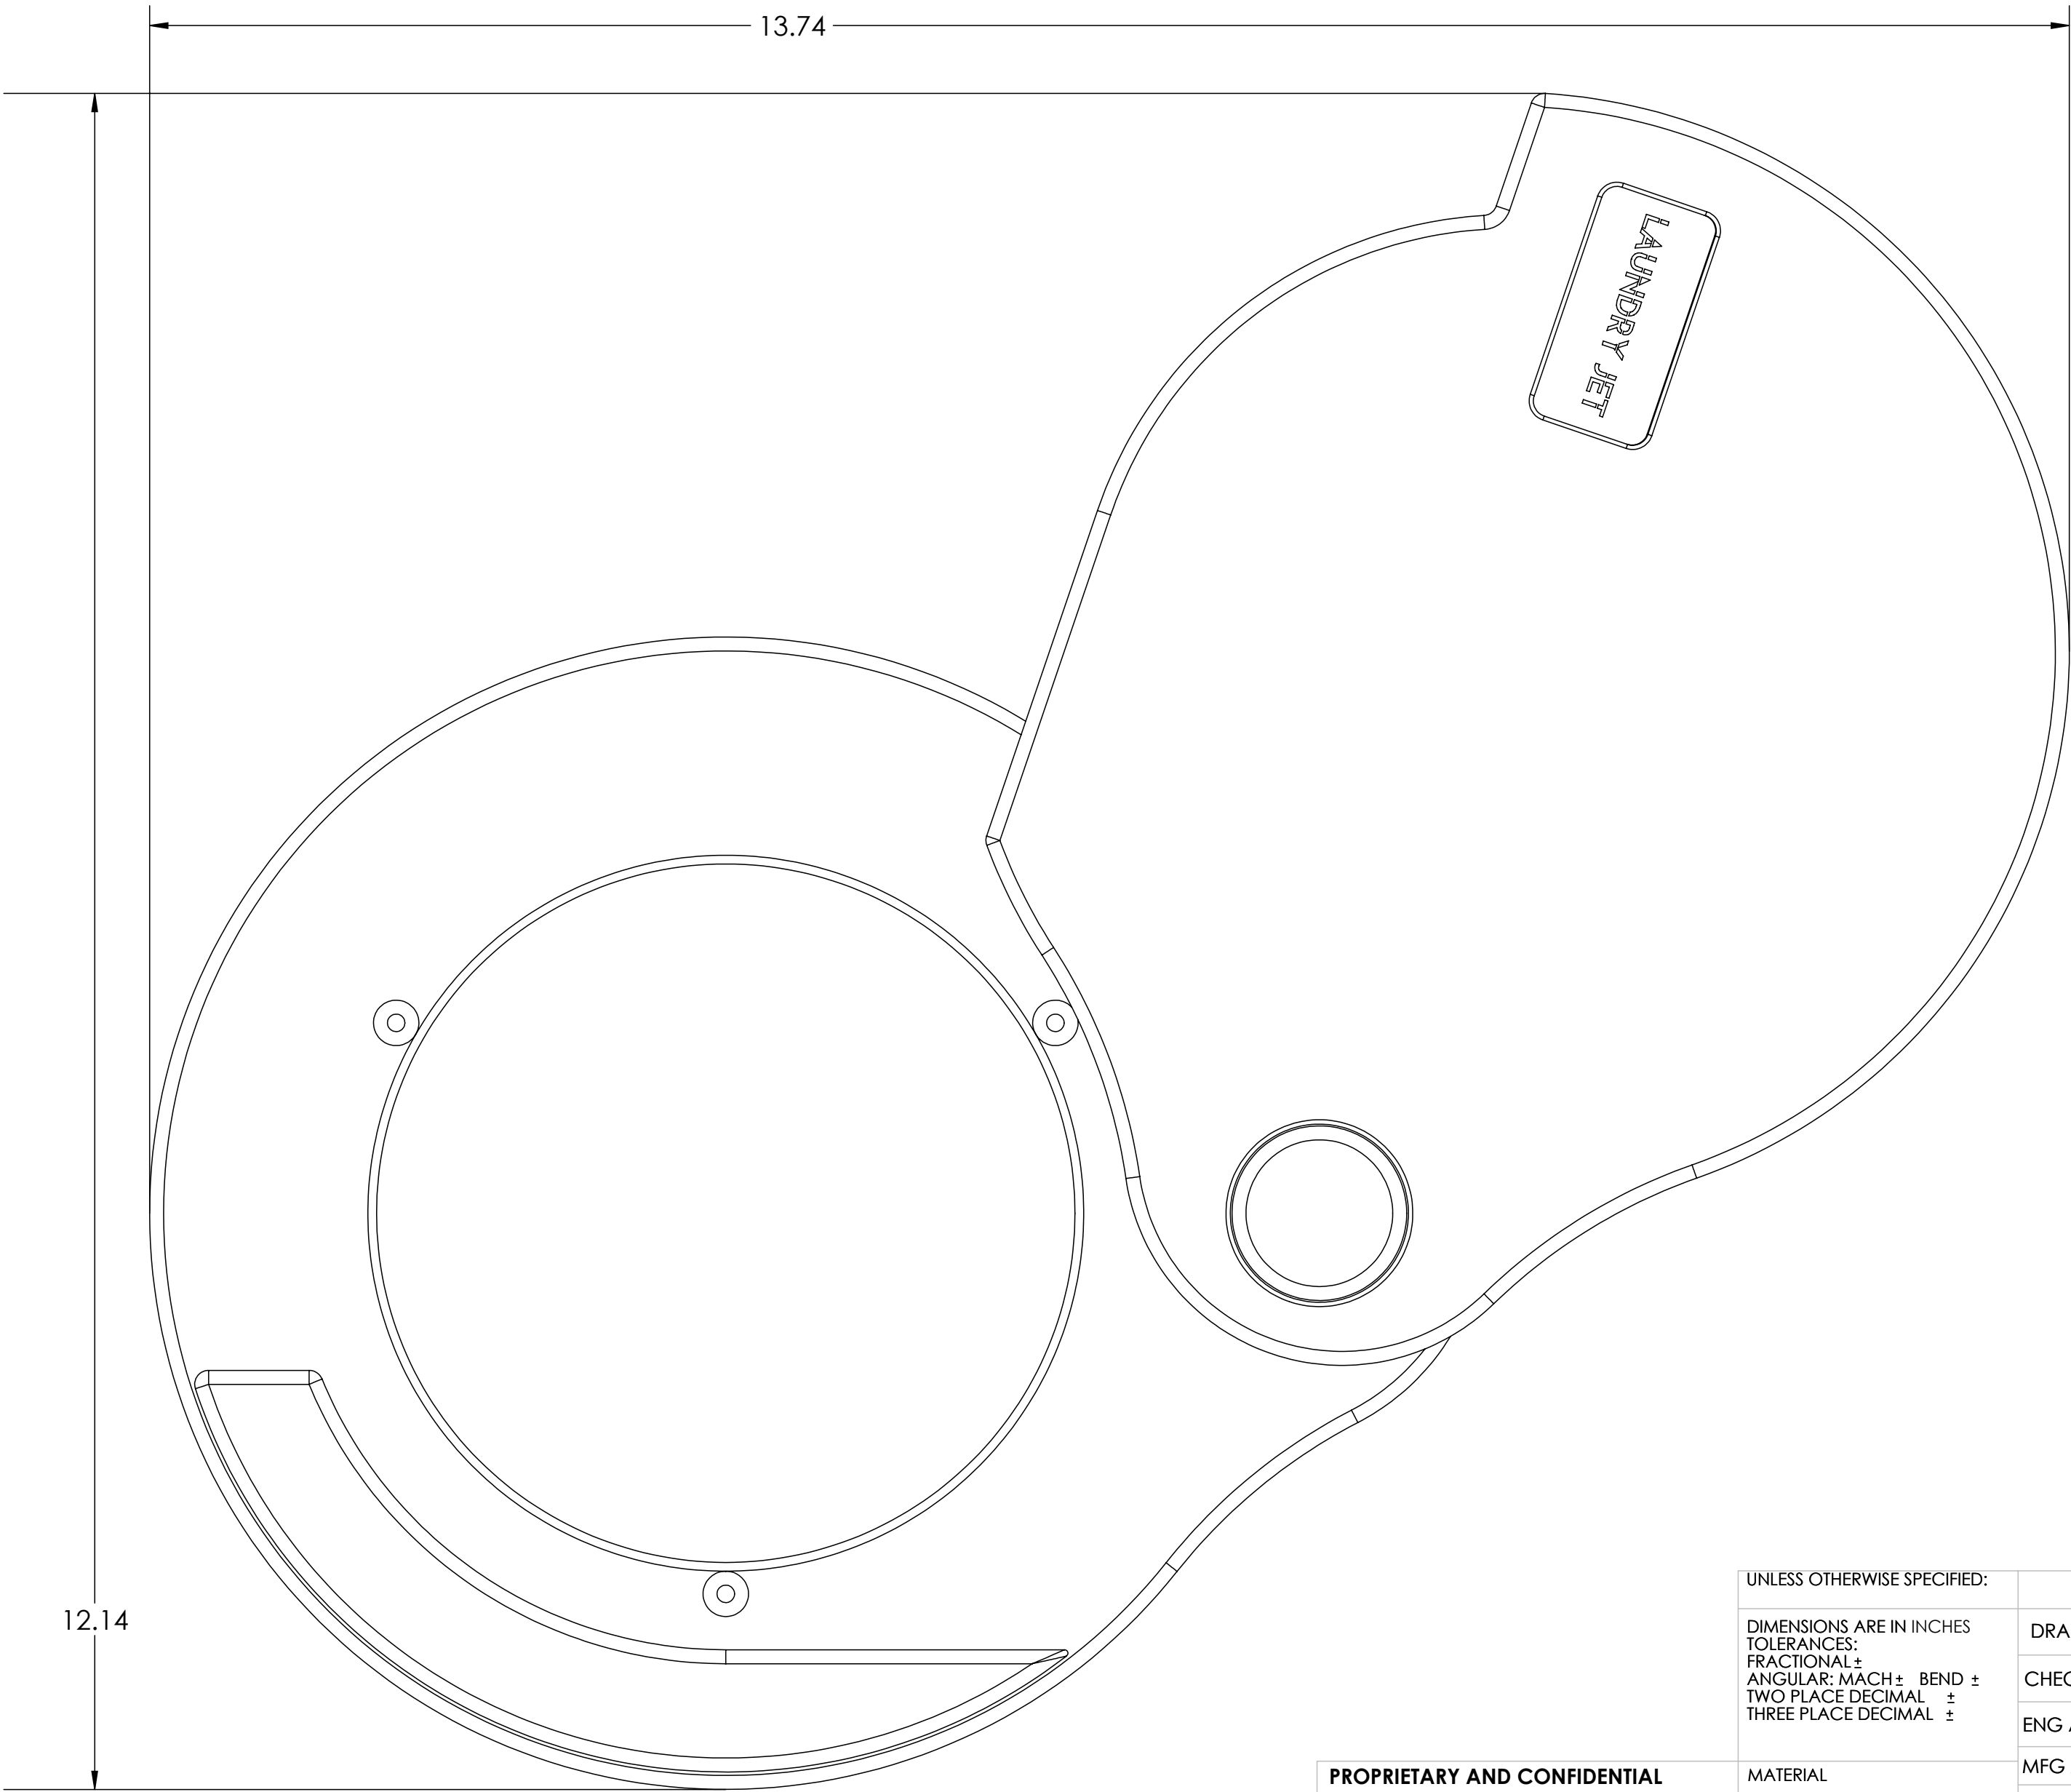 13.74
LAUNDRY JET
12.14
UNLESS OTHERWISE SPECIFIED:
DIMENSIONS ARE IN INCHES
TOLERANCES:
FRACTIONAL ±
ANGULAR: MACH ± BEND ±
TWO PLACE DECIMAL ±
THREE PLACE DECIMAL ±
DRA
CHEC
ENG A
MFG
PROPRIETARY AND CONFIDENTIAL
MATERIAL